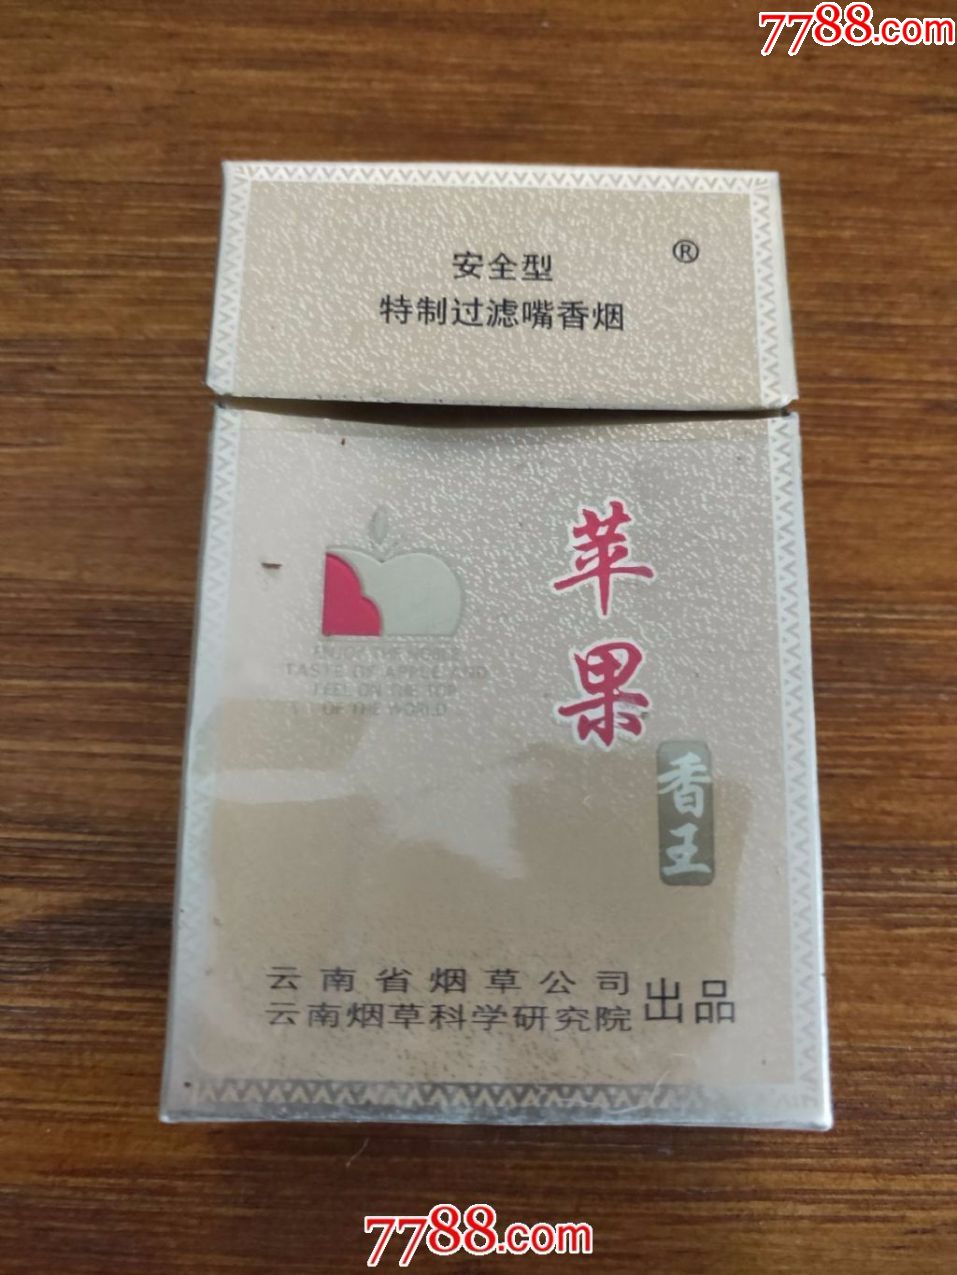 7788.com
安全型
®
特制过滤嘴香烟
苹果
香王
THE
TASTE OF APPLE AND
FEEL ON THE TOP
OF THE WORLD
云南省烟草公司
云南烟草科学研究院
出品
7788.com